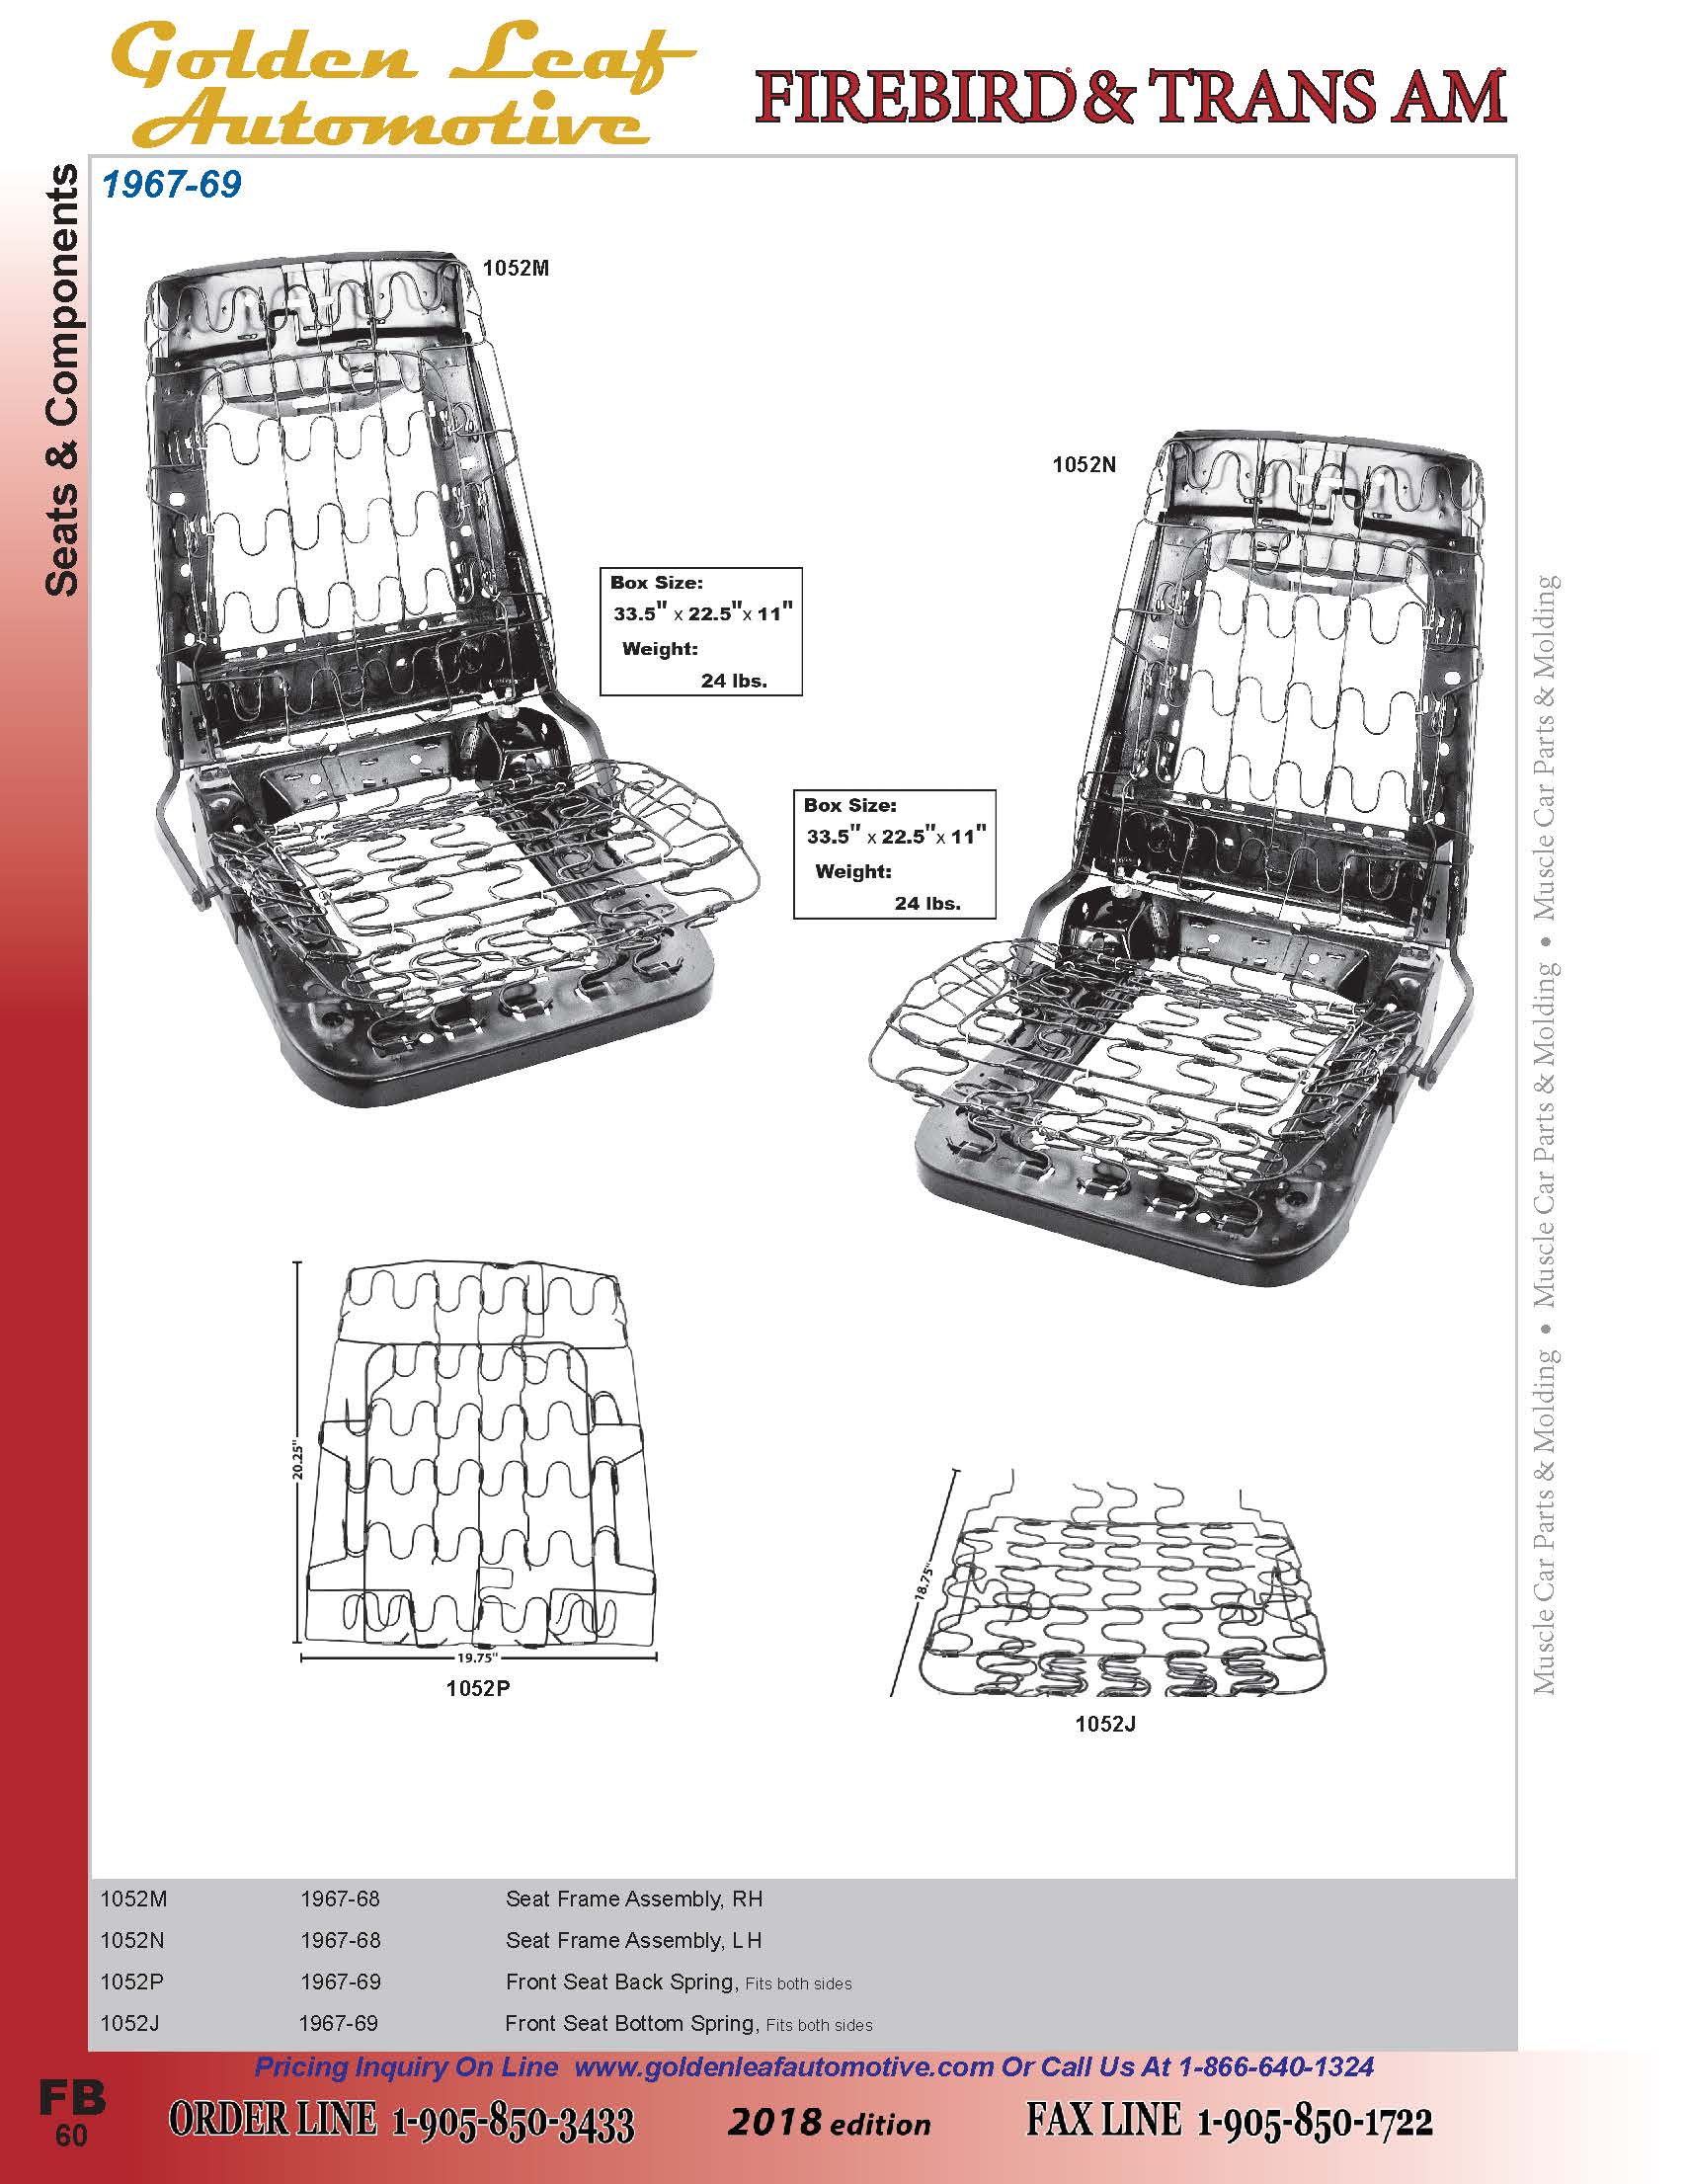 Golden Leaf
Automotive
FIREBIRD & TRANS AM
Seats & Components
1967-69
1052M
1052N
Box Size:
33.5" x 22.5"x 11"
Weight:
24 lbs.
Box Size:
33.5" x 22.5"x 11"
Weight:
24 lbs.
Muscle Car Parts & Molding • Muscle Car Parts & Molding • Muscle Car Parts & Molding
20.25"
19.75"
1052P
18.75"
1052J
1052M 1967-68 Seat Frame Assembly, RH
1052N 1967-68 Seat Frame Assembly, LH
1052P 1967-69 Front Seat Back Spring, Fits both sides
1052J 1967-69 Front Seat Bottom Spring, Fits both sides
Pricing Inquiry On Line www.goldenleafautomotive.com Or Call Us At 1-866-640-1324
FB
60
ORDER LINE 1-905-850-3433
2018 edition
FAX LINE 1-905-850-1722